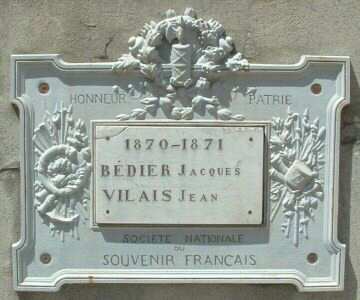 HONNEUR PATRIE
1870-1871
BÉDIER JACQUES
VILAIS JEAN
SOCIÉTÉ NATIONALE
DU
SOUVENIR FRANÇAIS